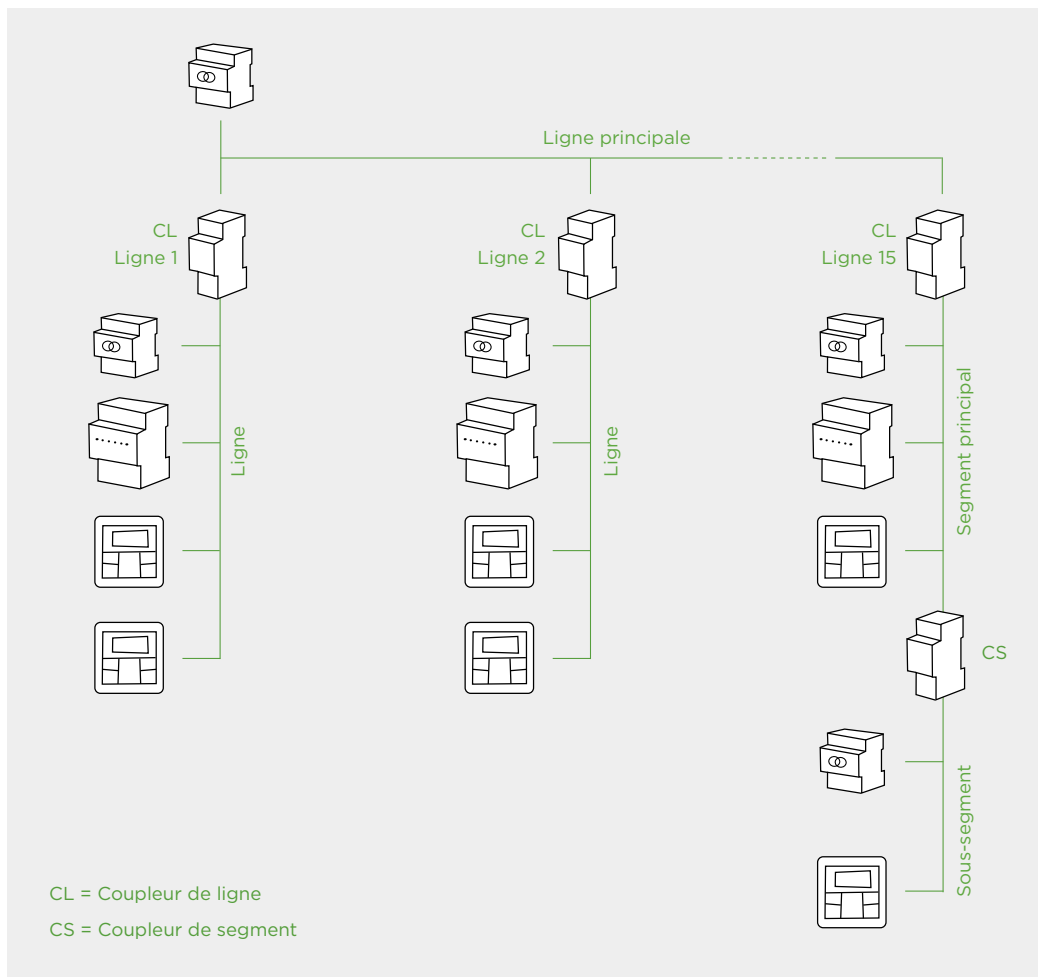 Ligne principale
CL
Ligne 1
CL
Ligne 2
CL
Ligne 15
Ligne
Ligne
Segment principal
CS
Sous-segment
CL = Coupleur de ligne
CS = Coupleur de segment